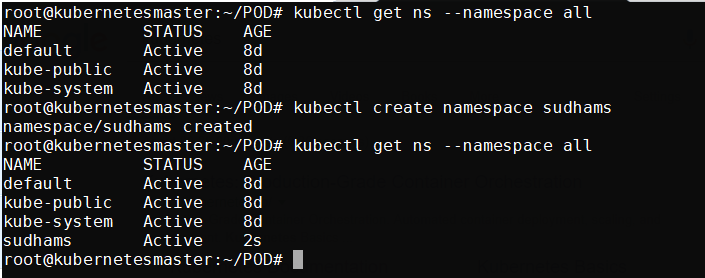 root@kubernetesmaster:~/POD# kubectl get ns --namespace all
NAME          STATUS    AGE
default       Active    8d
kube-public   Active    8d
kube-system   Active    8d
root@kubernetesmaster:~/POD# kubectl create namespace sudhams
namespace/sudhams created
root@kubernetesmaster:~/POD# kubectl get ns --namespace all
NAME          STATUS    AGE
default       Active    8d
kube-public   Active    8d
kube-system   Active    8d
sudhams       Active    2s
root@kubernetesmaster:~/POD#